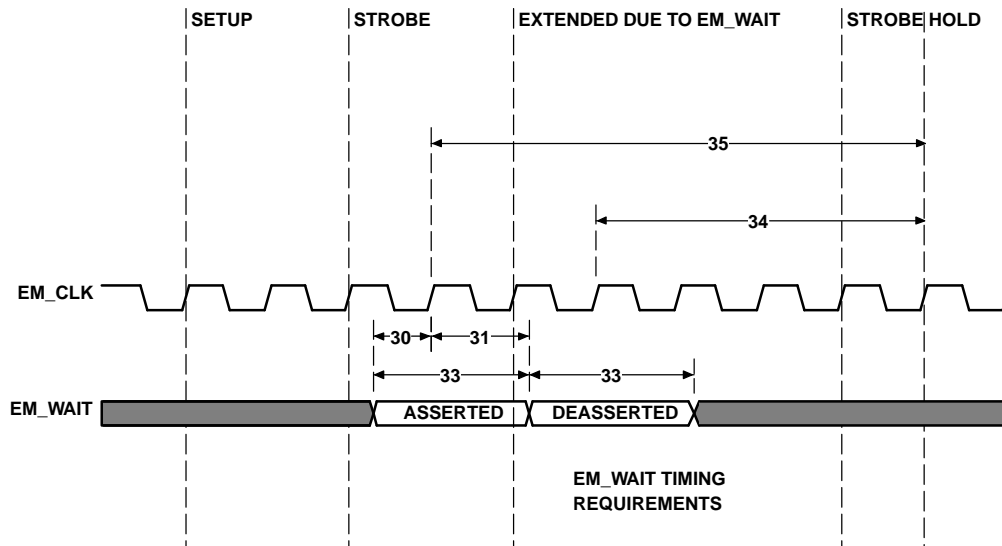 SETUP
STROBE
EXTENDED DUE TO EM_WAIT
STROBE
HOLD
35
34
EM_CLK
30
31
33
33
EM_WAIT
ASSERTED
DEASSERTED
EM_WAIT TIMING
REQUIREMENTS